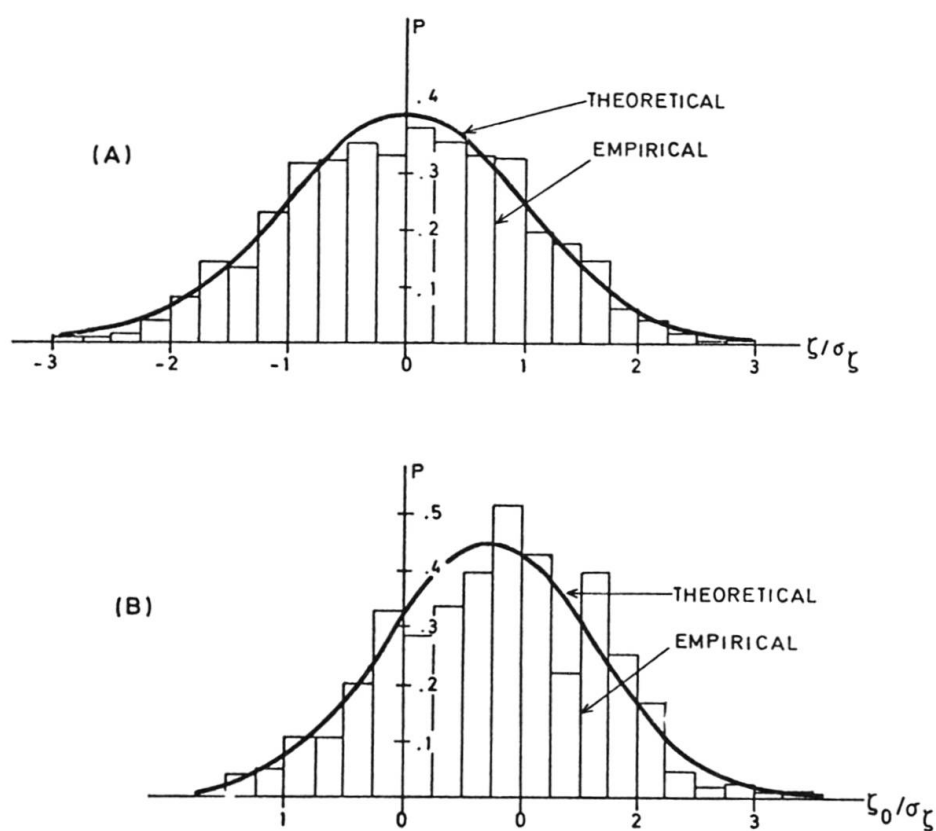 P
.4
THEORETICAL
(A)
EMPIRICAL
.3
.2
.1
-3 -2 -1 0 1 2 3 ζ/σζ
P
.5
.4
THEORETICAL
(B)
.3
EMPIRICAL
.2
.1
1 0 0 3 ζ0/σζ